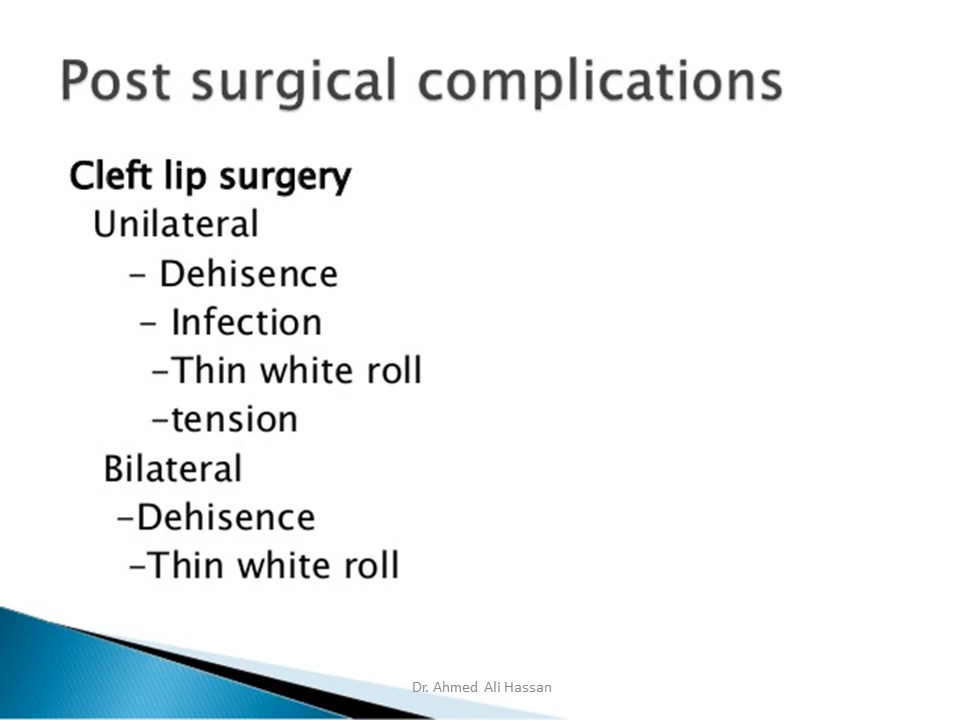 Post surgical complications
Cleft lip surgery
Unilateral
- Dehisence
- Infection
-Thin white roll
-tension
Bilateral
-Dehisence
-Thin white roll
Dr. Ahmed Ali Hassan